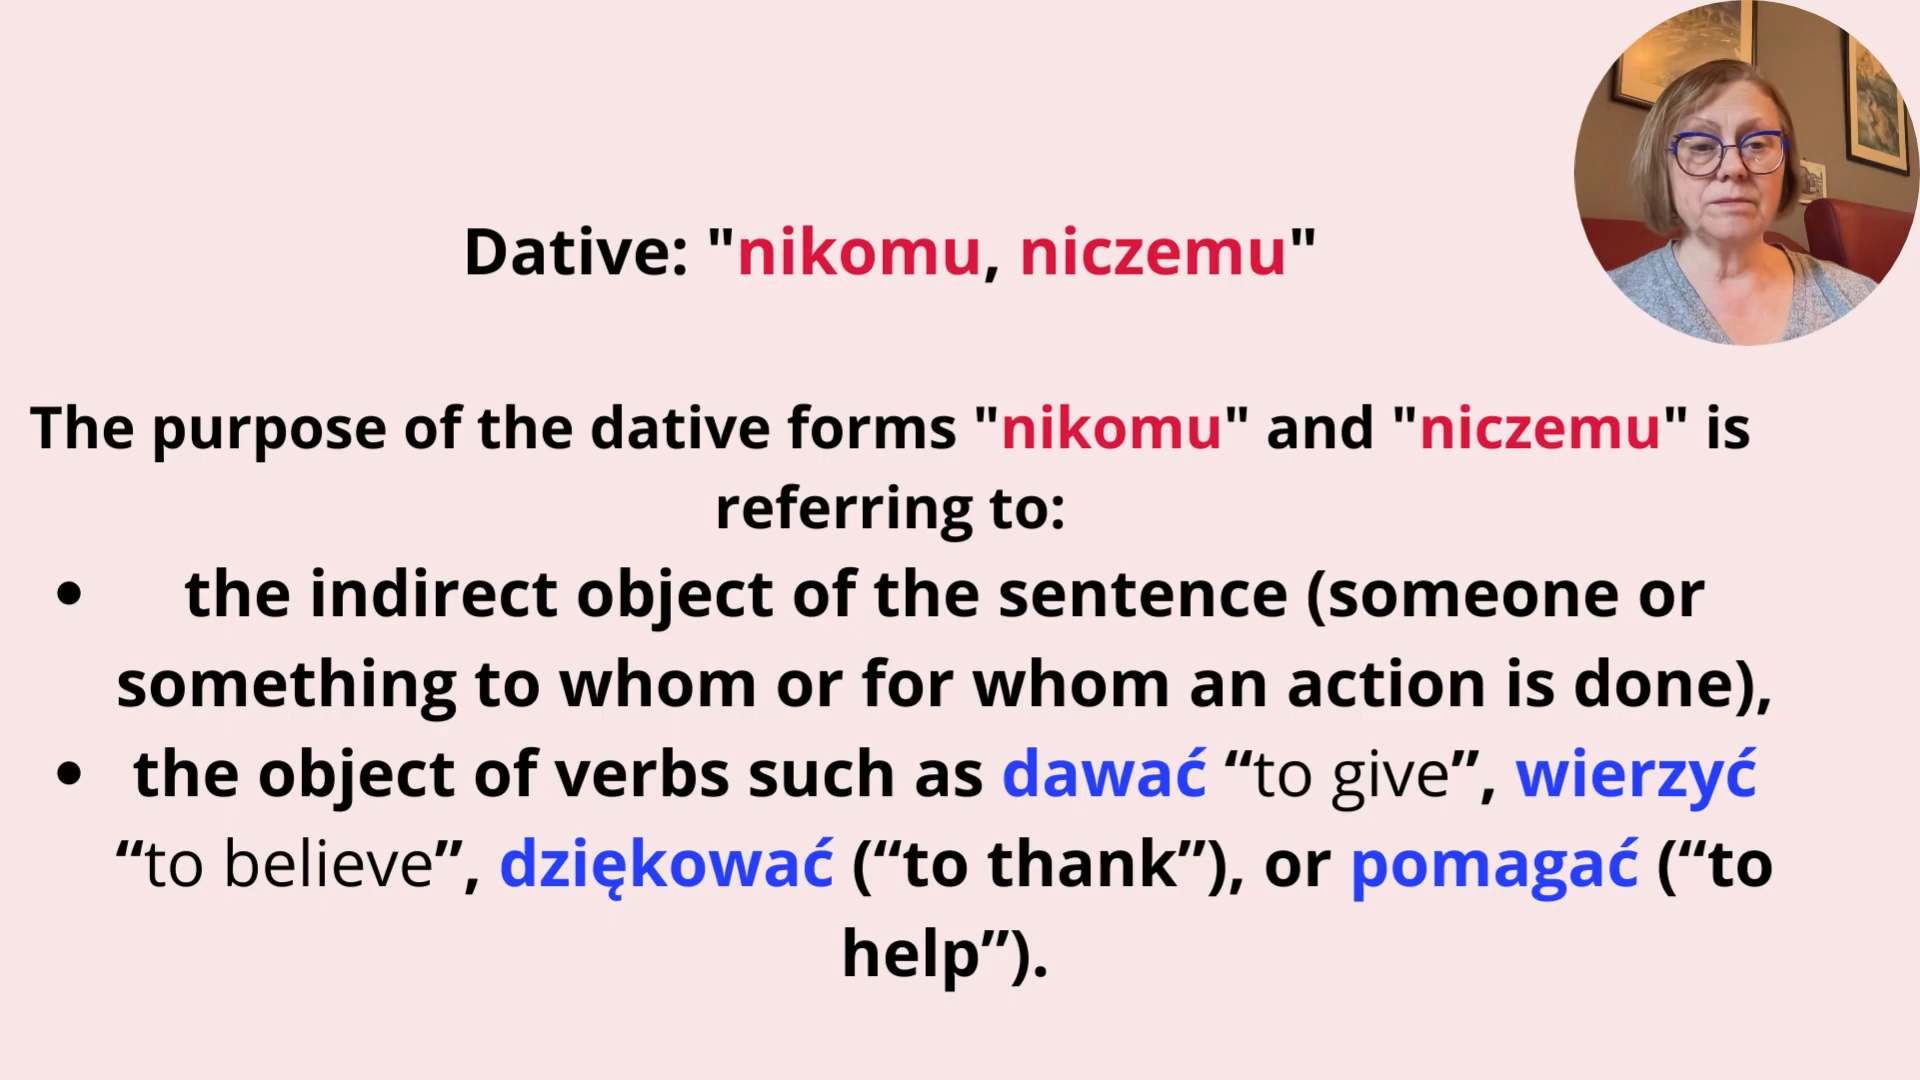 Dative: "nikomu, niczemu"
The purpose of the dative forms "nikomu" and "niczemu" is
referring to:
• the indirect object of the sentence (someone or
something to whom or for whom an action is done),
• the object of verbs such as dawać “to give”, wierzyć
“to believe”, dziękować (“to thank”), or pomagać (“to
help”).